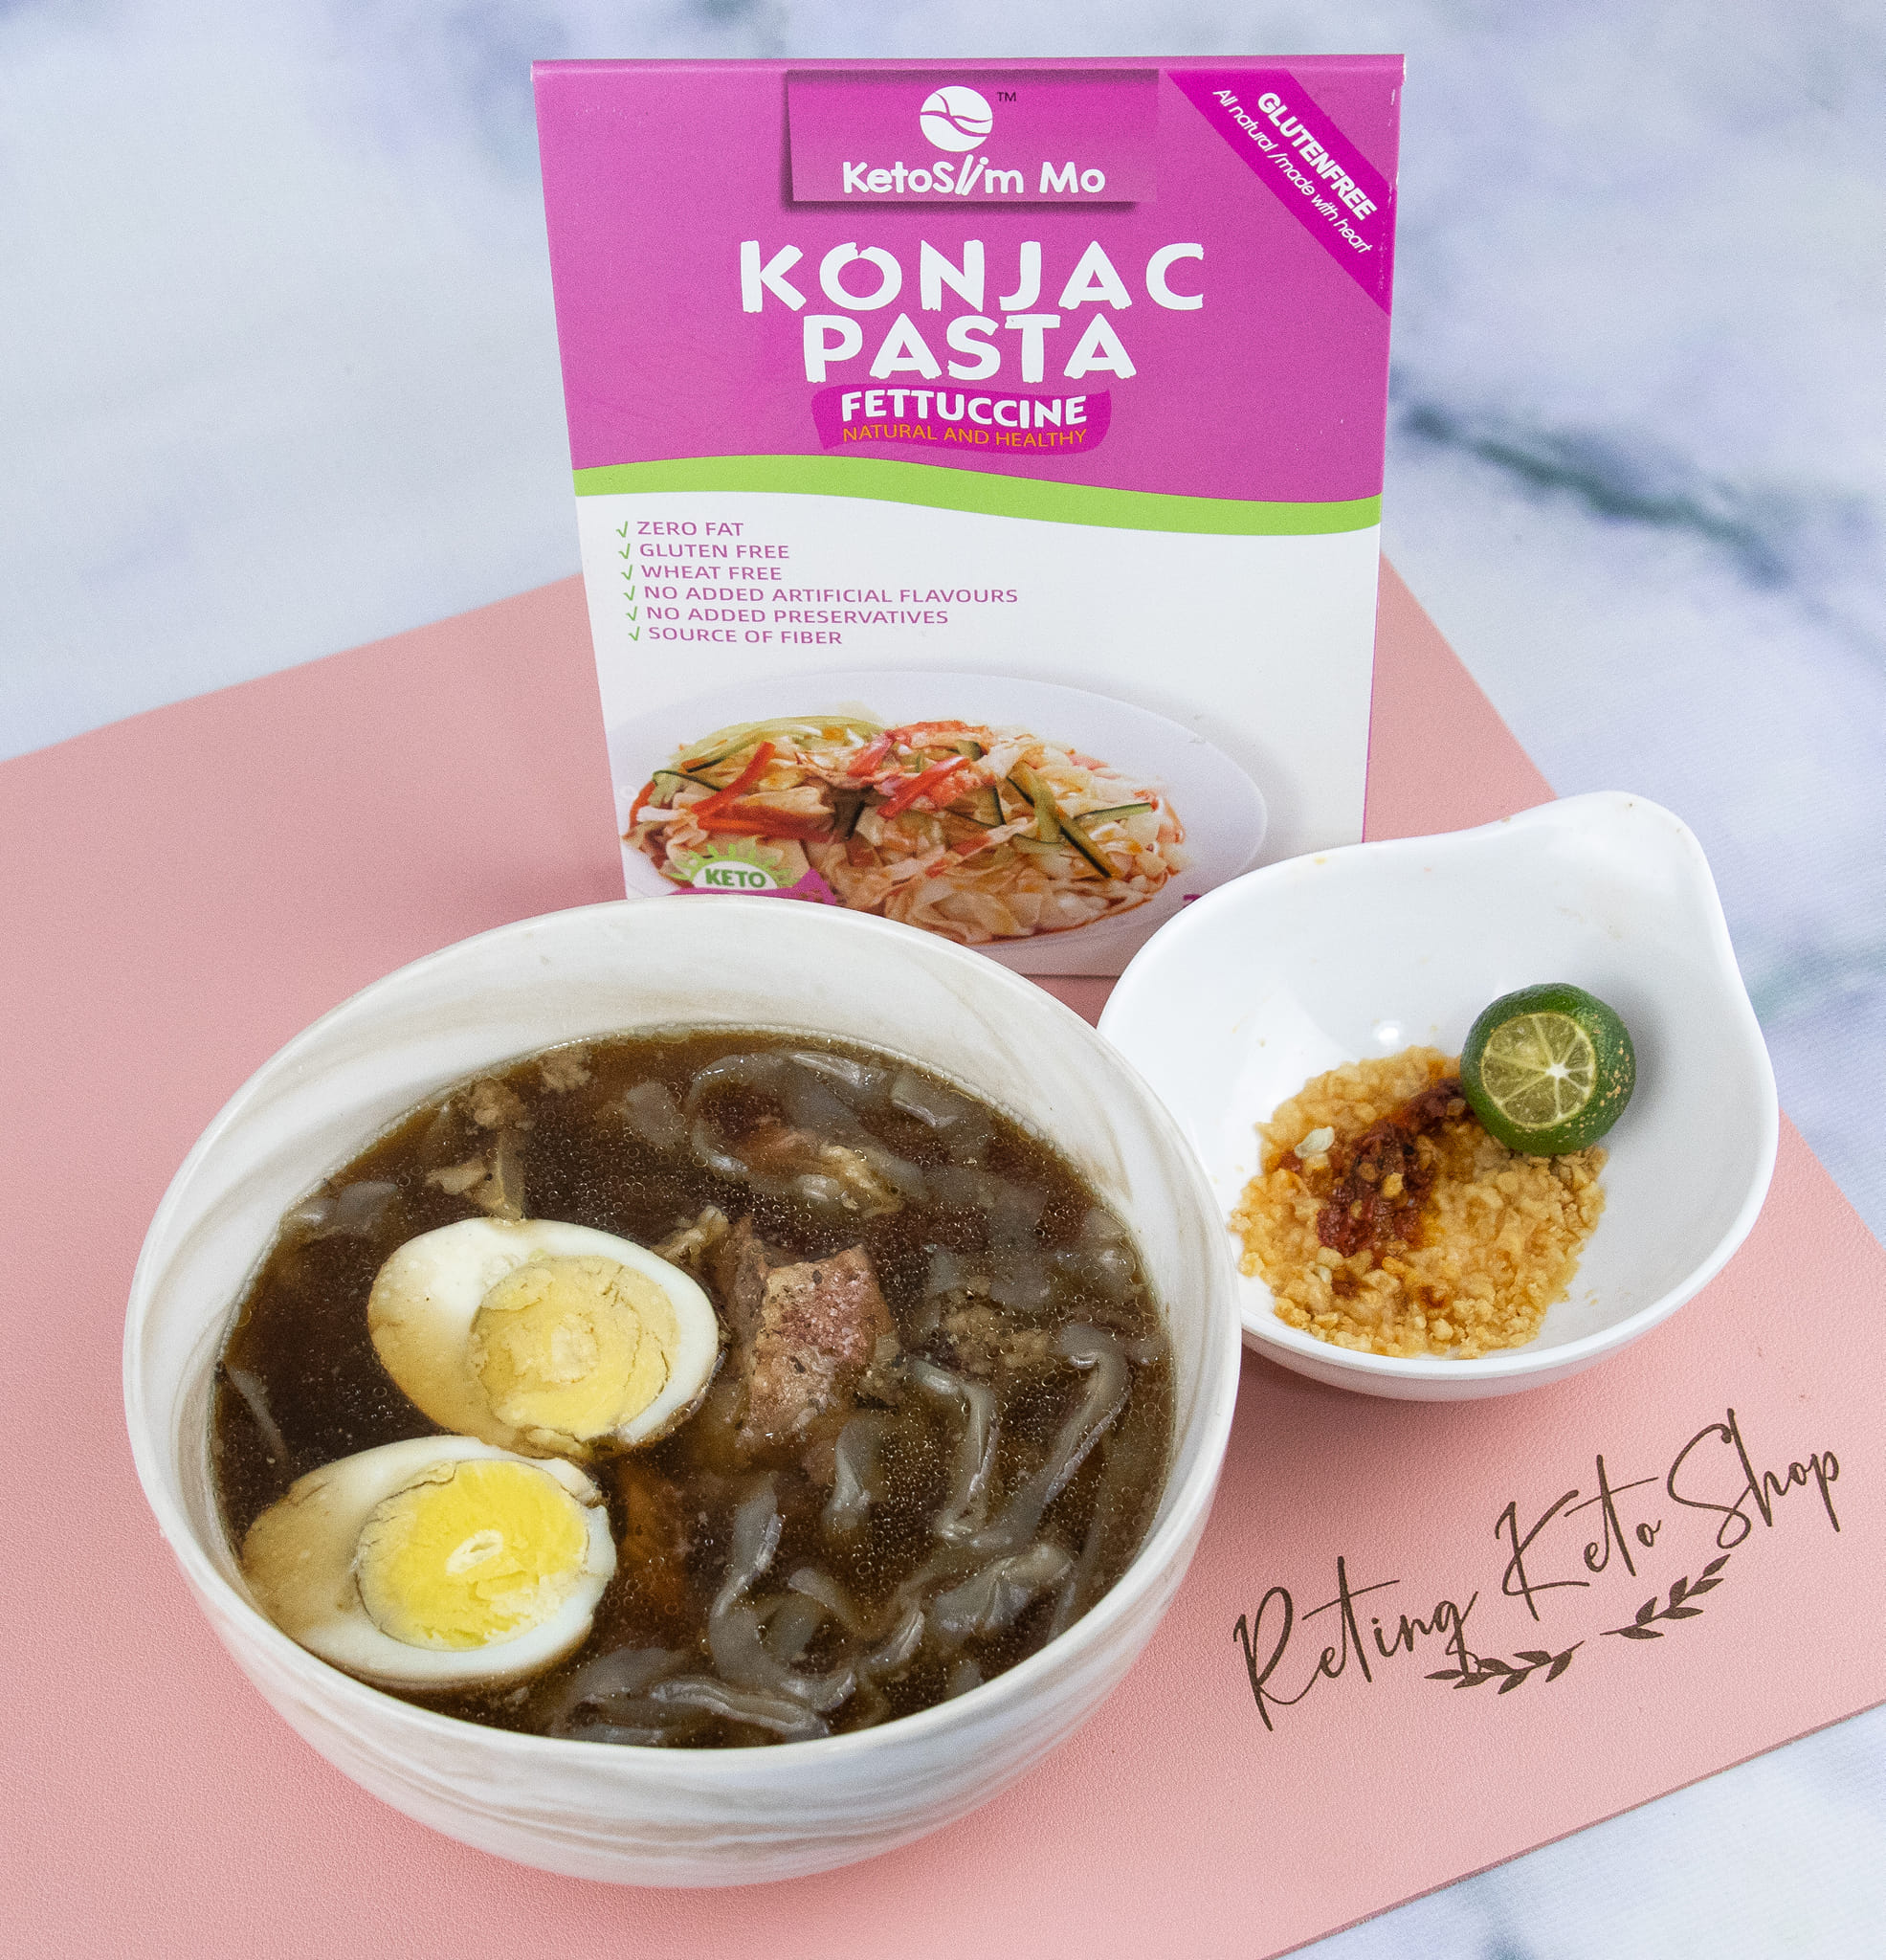 TM
KetoSlim Mo
GLUTENFREE
All natural/made with heart
KONJAC
PASTA
FETTUCCINE
NATURAL AND HEALTHY
√ ZERO FAT
√ GLUTEN FREE
√ WHEAT FREE
√ NO ADDED ARTIFICIAL FLAVOURS
√ NO ADDED PRESERVATIVES
√ SOURCE OF FIBER
KETO
Reting Keto Shop